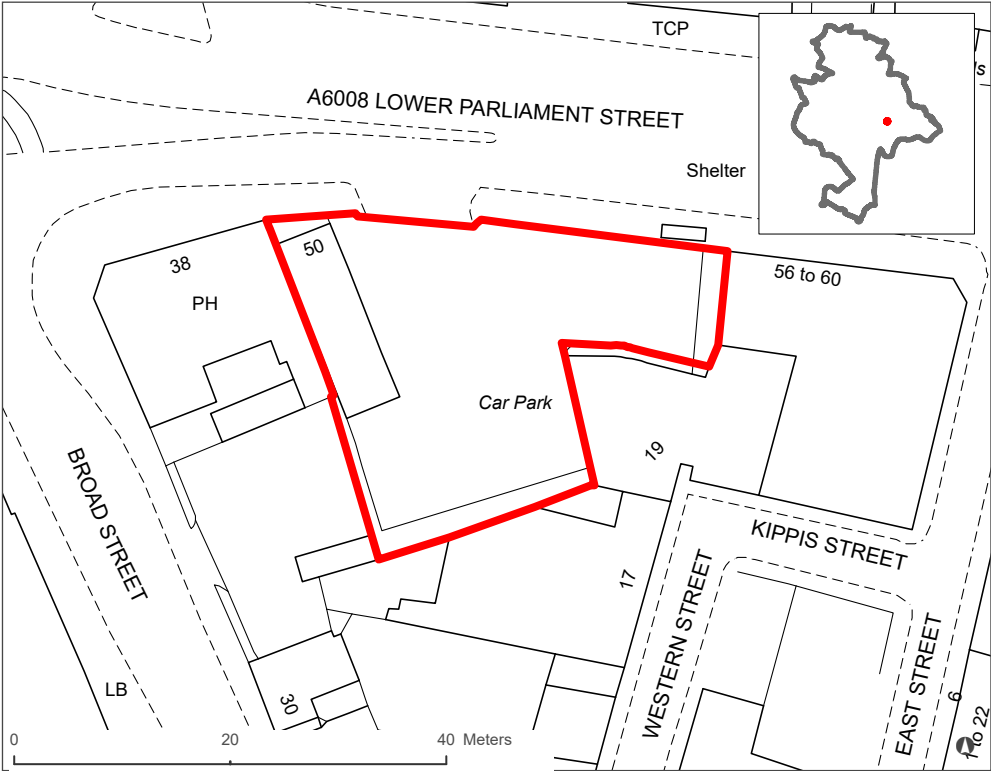 TCP
ls
A6008 LOWER PARLIAMENT STREET
Shelter
38
50
56 to 60
PH
Car Park
19
BROAD STREET
KIPPIS STREET
17
WESTERN STREET
EAST STREET
LB
30
6
1 to 22
0 20 40 Meters